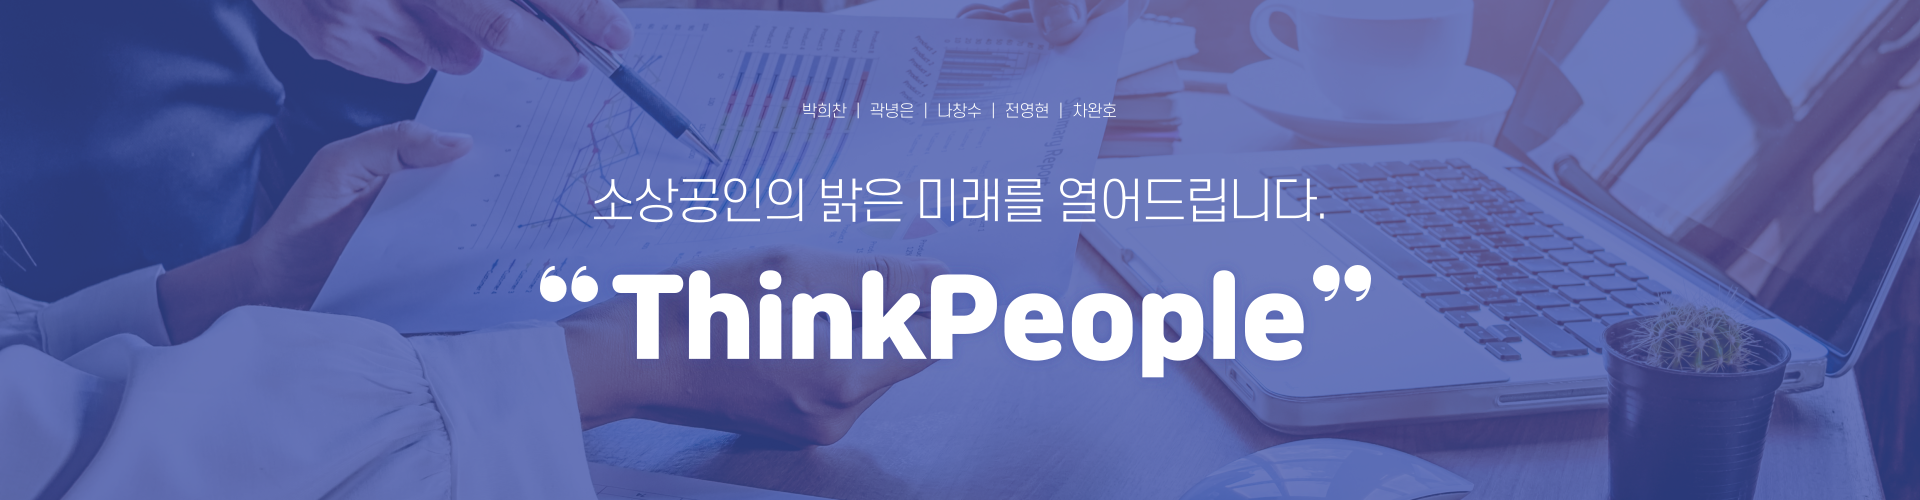 박희찬 | 곽녕은 | 나창수 | 전영현 | 차완호
소상공인의 밝은 미래를 열어드립니다.
“ThinkPeople”